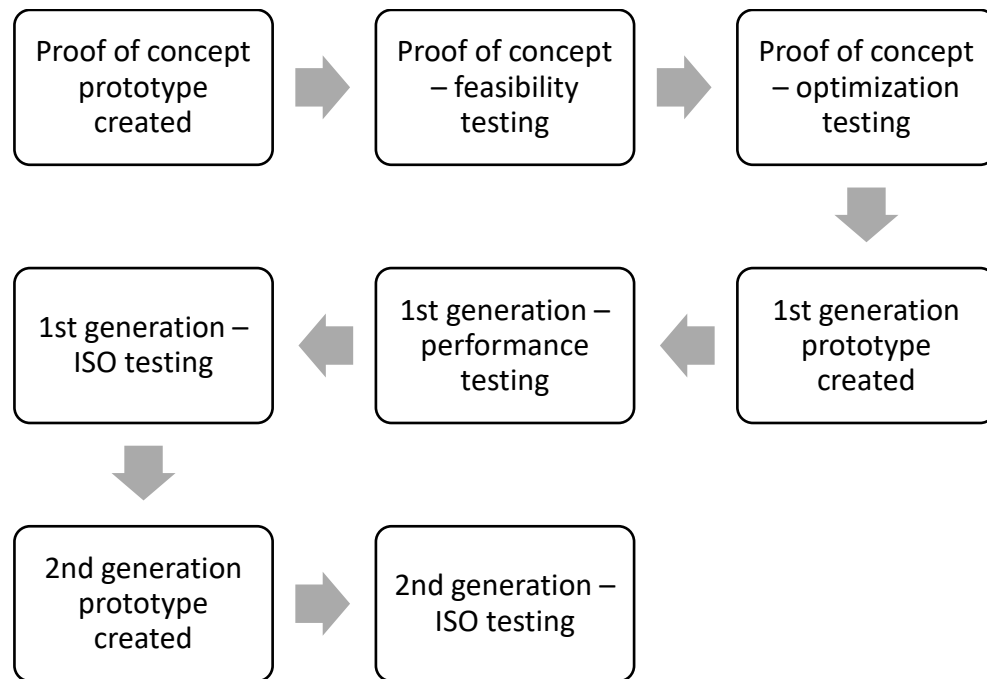 Proof of concept
prototype
created
Proof of concept
– feasibility
testing
Proof of concept
– optimization
testing
1st generation
prototype
created
1st generation –
performance
testing
1st generation –
ISO testing
2nd generation
prototype
created
2nd generation –
ISO testing